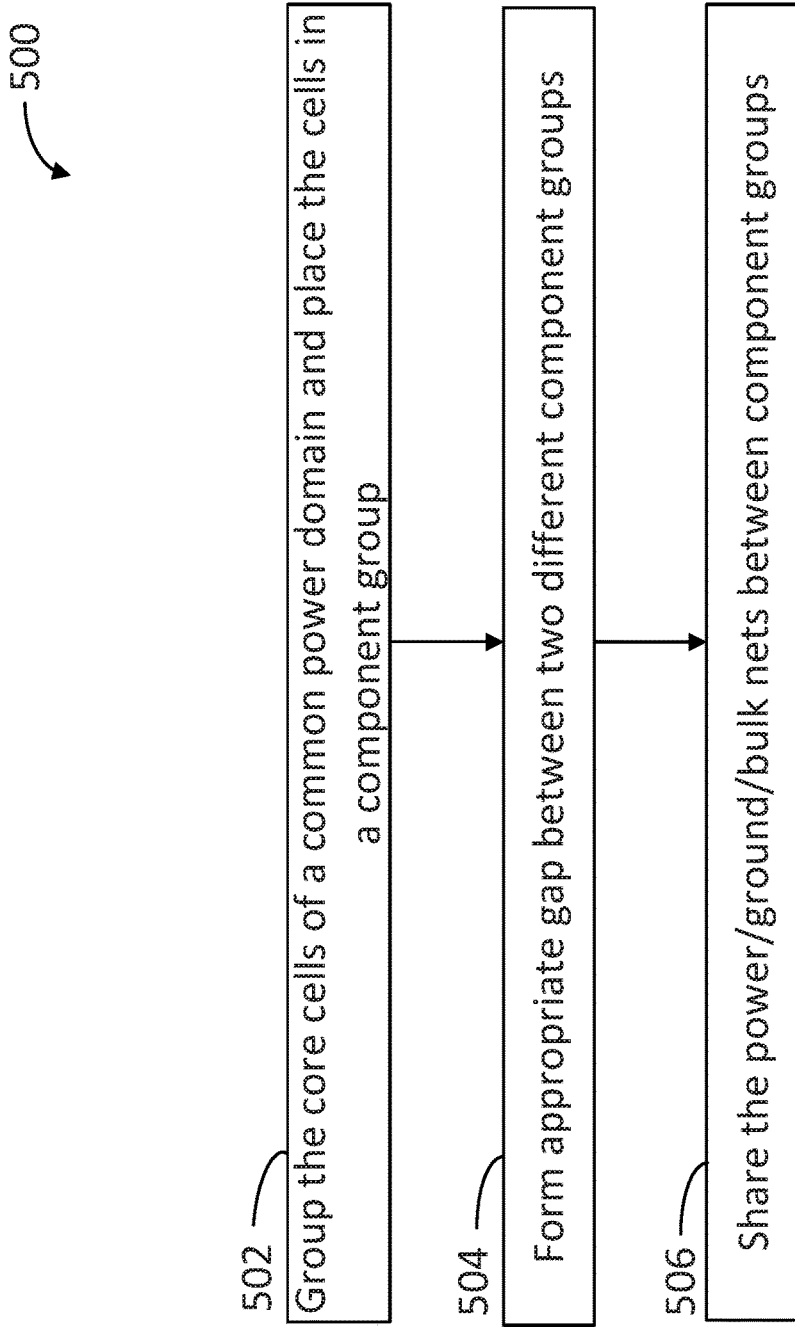 500
502
Group the core cells of a common power domain and place the cells in
a component group
504
Form appropriate gap between two different component groups
506
Share the power/ground/bulk nets between component groups